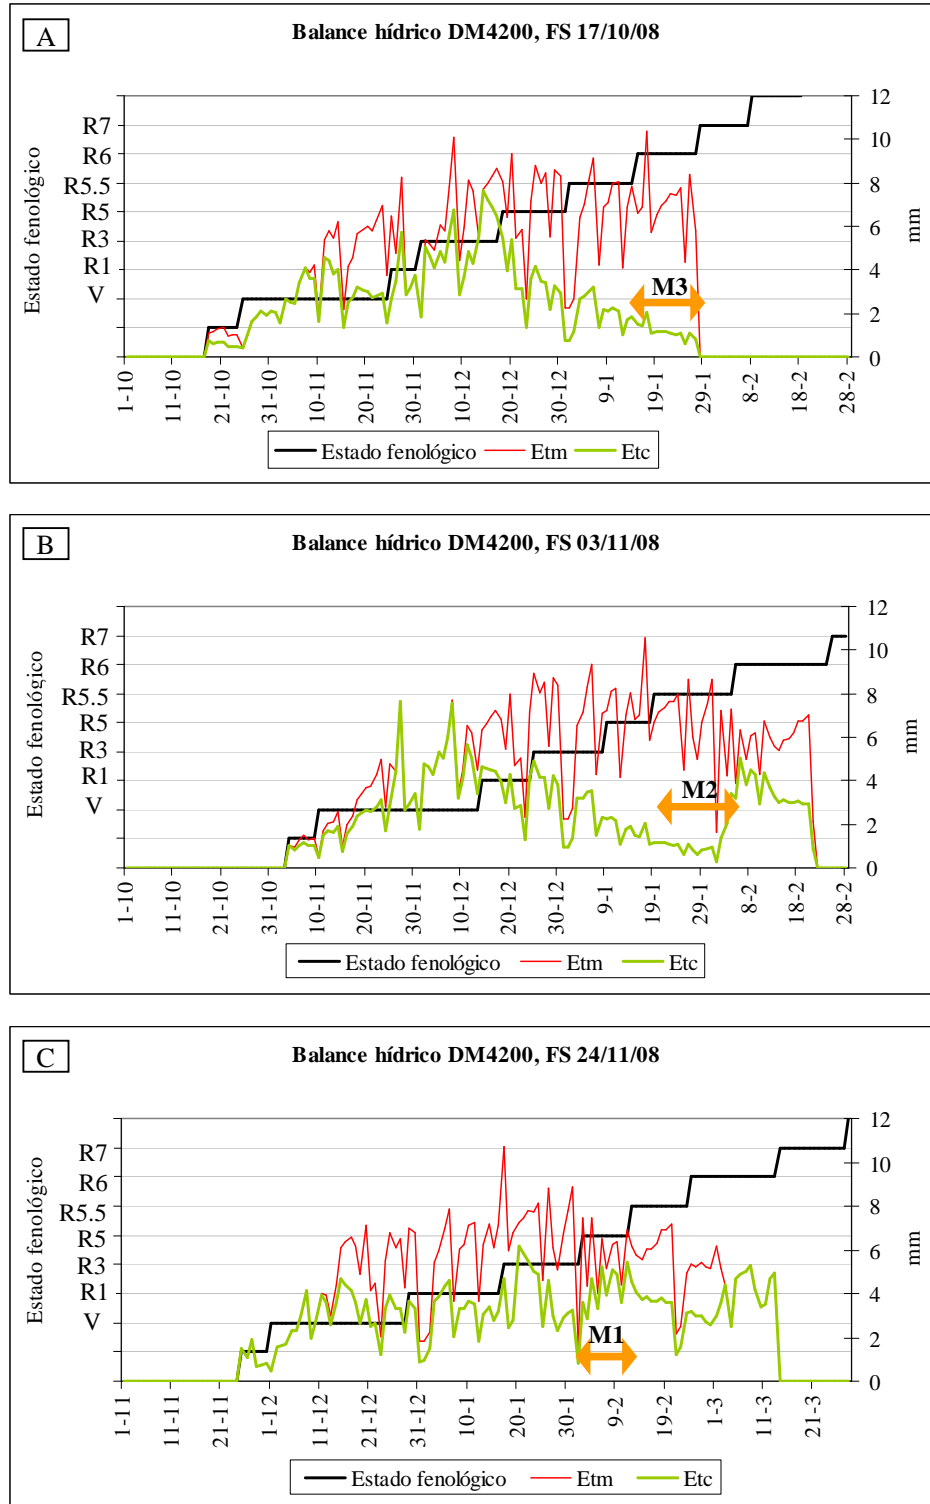 A
Balance hídrico DM4200, FS 17/10/08
Estado fenológico
R7
R6
R5.5
R5
R3
R1
V
12
10
8
6
4
2
0
mm
M3
1-10
11-10
21-10
31-10
10-11
20-11
30-11
10-12
20-12
30-12
9-1
19-1
29-1
8-2
18-2
28-2
Estado fenológico Etm Etc
B
Balance hídrico DM4200, FS 03/11/08
Estado fenológico
R7
R6
R5.5
R5
R3
R1
V
12
10
8
6
4
2
0
mm
M2
1-10
11-10
21-10
31-10
10-11
20-11
30-11
10-12
20-12
30-12
9-1
19-1
29-1
8-2
18-2
28-2
Estado fenológico Etm Etc
C
Balance hídrico DM4200, FS 24/11/08
Estado fenológico
R7
R6
R5.5
R5
R3
R1
V
12
10
8
6
4
2
0
mm
M1
1-11
11-11
21-11
1-12
11-12
21-12
31-12
10-1
20-1
30-1
9-2
19-2
1-3
11-3
21-3
Estado fenológico Etm Etc